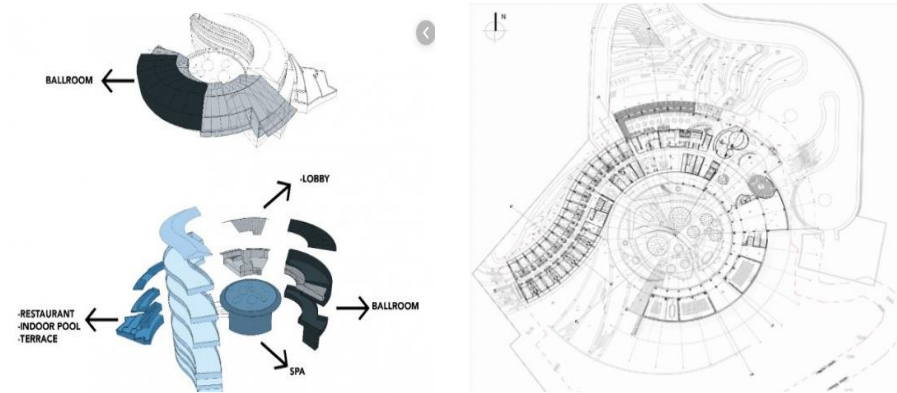 BALLROOM
-LOBBY
-RESTAURANT
-INDOOR POOL
-TERRACE
BALLROOM
SPA
N